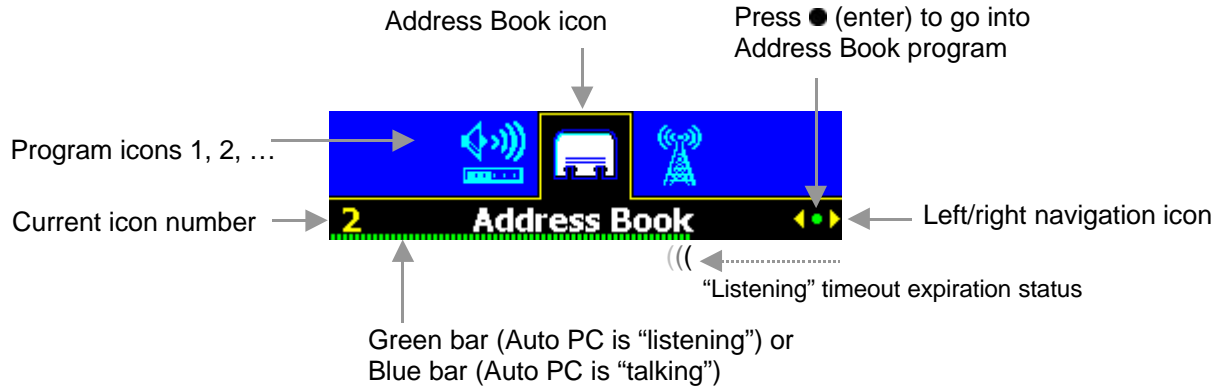 Address Book icon
Press ● (enter) to go into
Address Book program
Program icons 1, 2, …
Current icon number
2 Address Book
Left/right navigation icon
“Listening” timeout expiration status
Green bar (Auto PC is “listening”) or
Blue bar (Auto PC is “talking”)